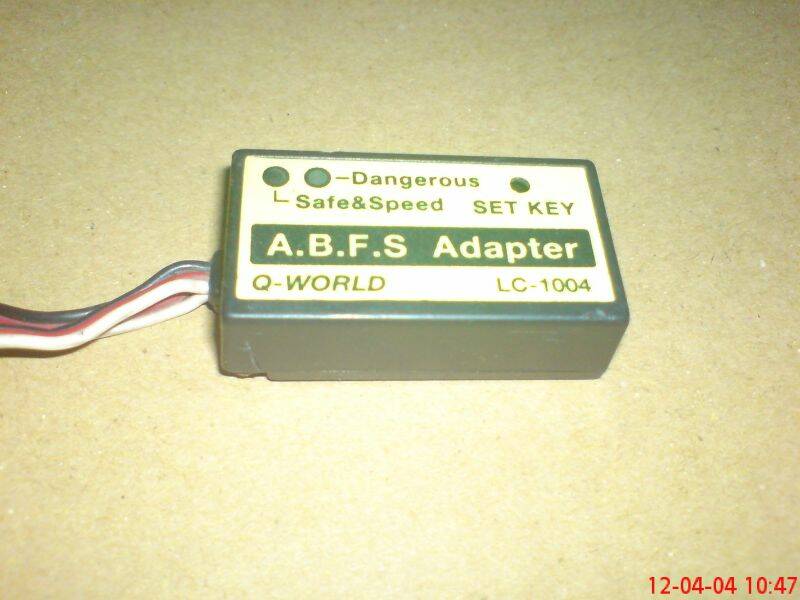 -Dangerous
Safe&Speed SET KEY
A.B.F.S Adapter
Q-WORLD LC-1004
12-04-04 10:47